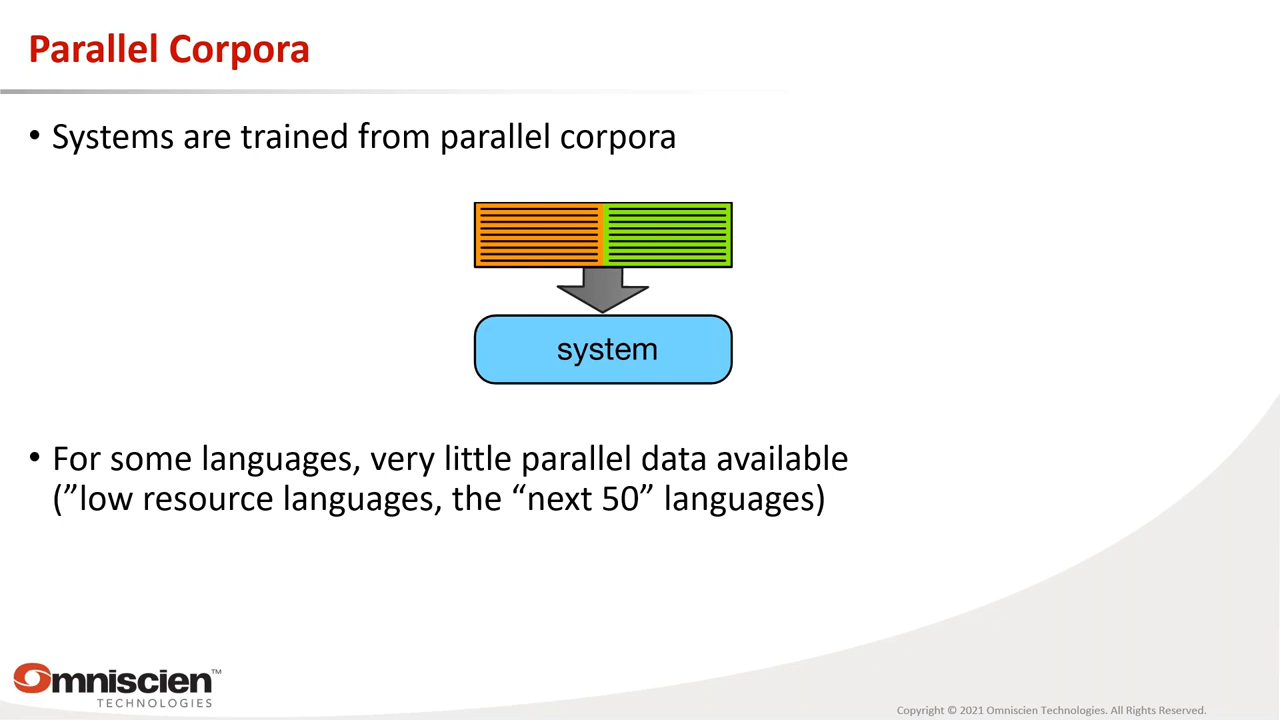 Parallel Corpora
• Systems are trained from parallel corpora
system
• For some languages, very little parallel data available
(”low resource languages, the “next 50” languages)
Omniscien™
TECHNOLOGIES
Copyright © 2021 Omniscien Technologies. All Rights Reserved.